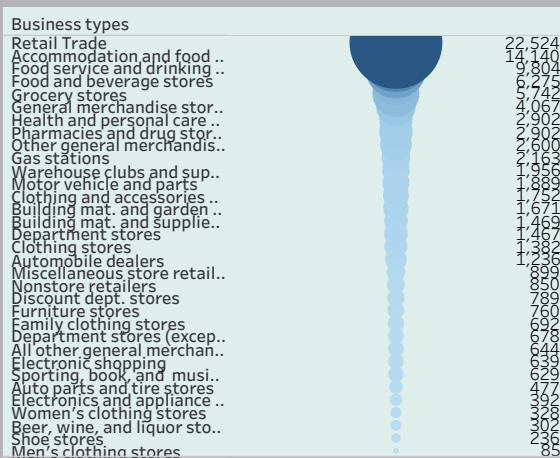 Business types
Retail Trade 22,524
Accommodation and food .. 14,140
Food service and drinking .. 9,804
Food and beverage stores 6,275
Grocery stores 5,742
General merchandise stor.. 4,067
Health and personal care .. 2,902
Pharmacies and drug stor.. 2,902
Other general merchandis.. 2,600
Gas stations 2,163
Warehouse clubs and sup.. 1,956
Motor vehicle and parts 1,889
Clothing and accessories .. 1,752
Building mat. and garden .. 1,671
Building mat. and supplie.. 1,469
Department stores 1,467
Clothing stores 1,382
Automobile dealers 1,236
Miscellaneous store retail.. 899
Nonstore retailers 850
Discount dept. stores 789
Furniture stores 760
Family clothing stores 692
Department stores (excep.. 678
All other general merchan.. 644
Electronic shopping 639
Sporting, book, and musi.. 629
Auto parts and tire stores 477
Electronics and appliance .. 392
Women's clothing stores 328
Beer, wine, and liquor sto.. 302
Shoe stores 236
Men's clothing stores 85